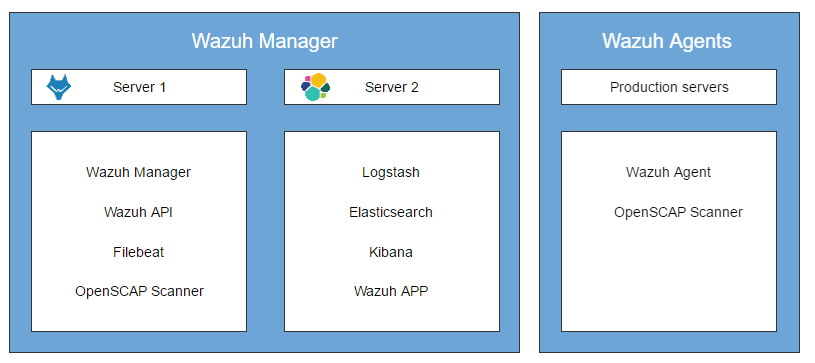 Wazuh Manager
Server 1
Wazuh Manager
Wazuh API
Filebeat
OpenSCAP Scanner
Server 2
Logstash
Elasticsearch
Kibana
Wazuh APP
Wazuh Agents
Production servers
Wazuh Agent
OpenSCAP Scanner